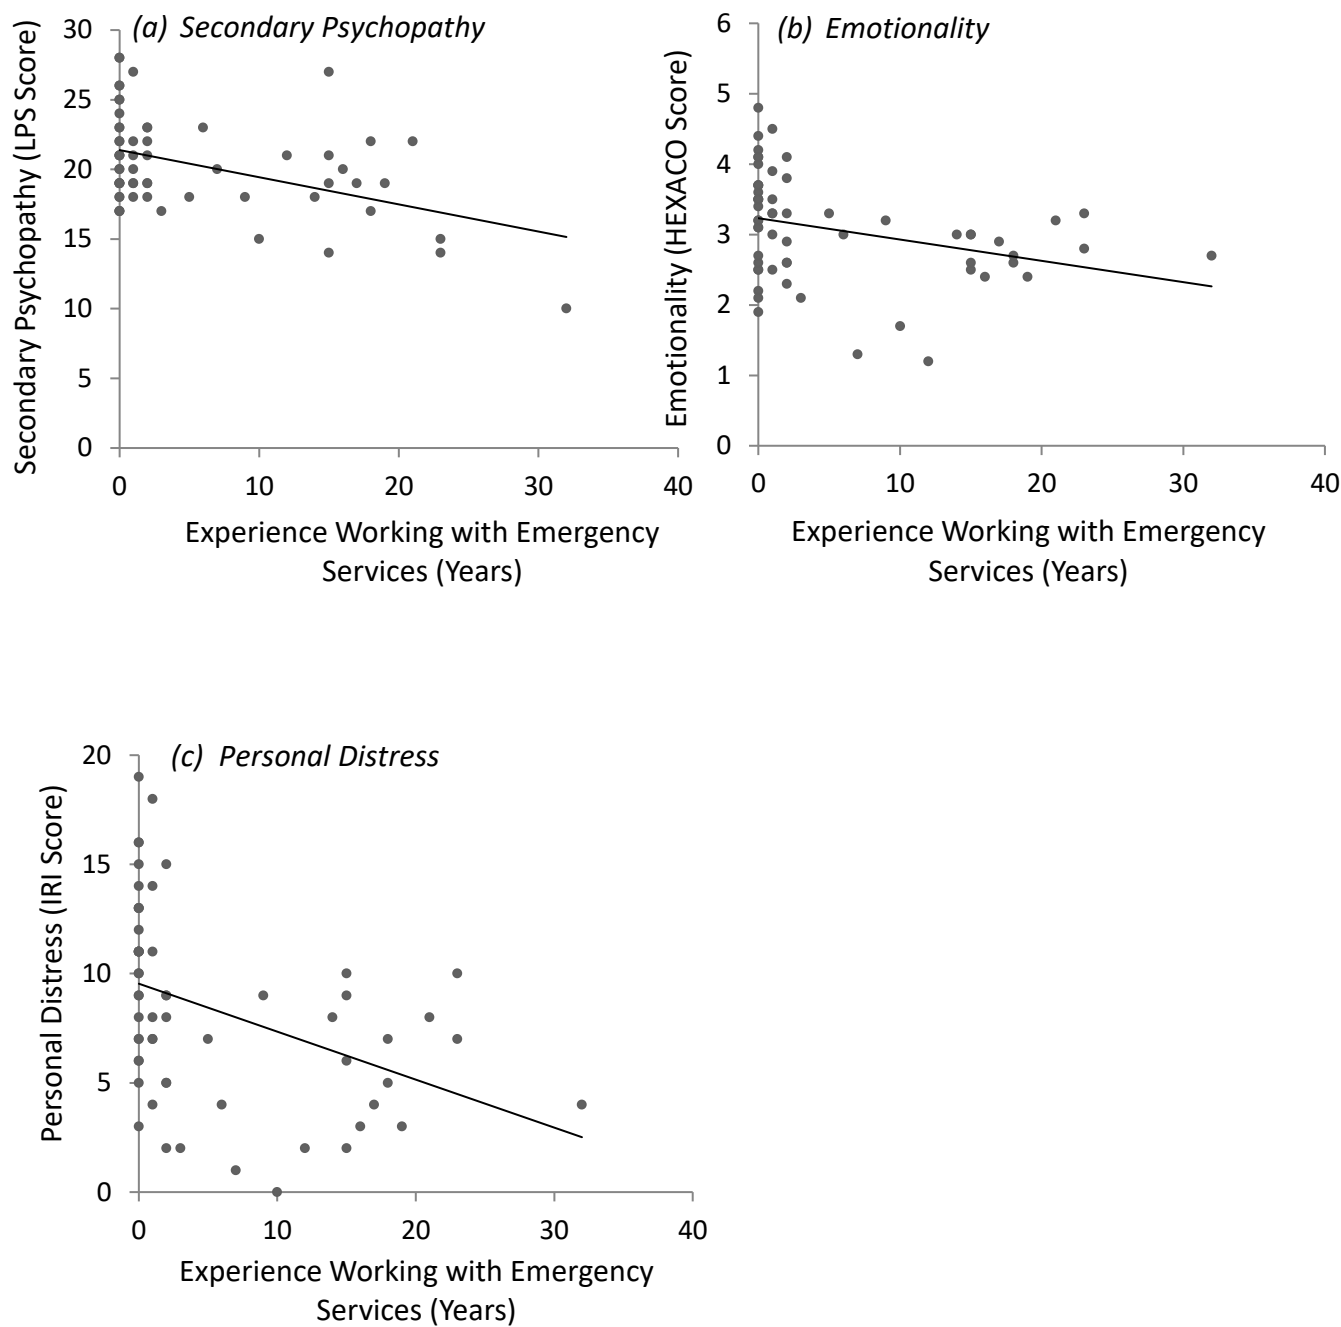 (a) Secondary Psychopathy
Secondary Psychopathy (LPS Score)
30
25
20
15
10
5
0
0 10 20 30 40
Experience Working with Emergency
Services (Years)
(b) Emotionality
Emotionality (HEXACO Score)
6
5
4
3
2
1
0
0 10 20 30 40
Experience Working with Emergency
Services (Years)
(c) Personal Distress
Personal Distress (IRI Score)
20
15
10
5
0
0 10 20 30 40
Experience Working with Emergency
Services (Years)